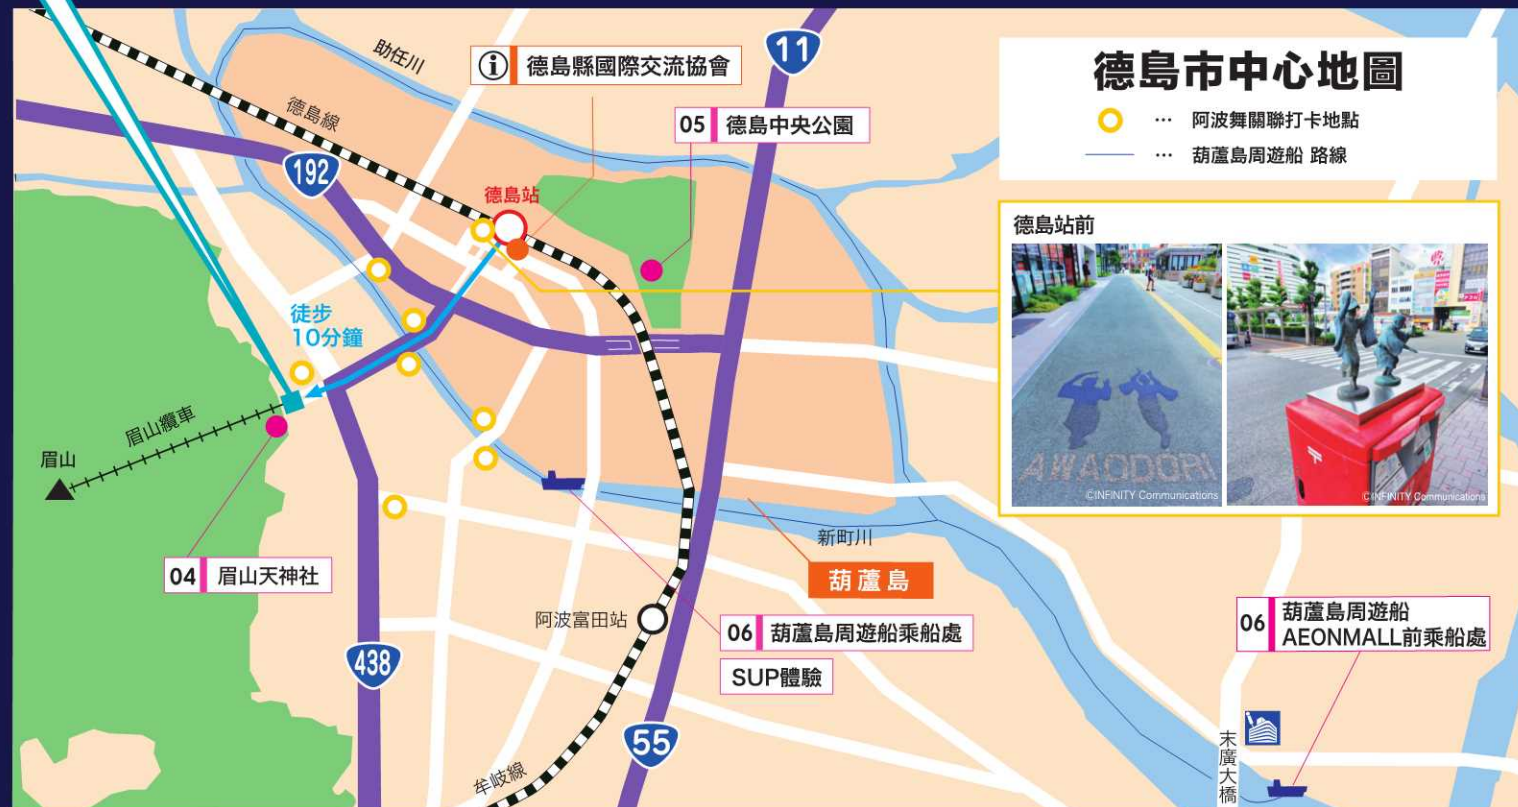 德島市中心地圖
… 阿波舞關聯打卡地點
… 葫蘆島周遊船 路線
助任川
德島縣國際交流協會
11
德島線
05 德島中央公園
192
德島站
德島站前
AWAODORI
©INFINITY Communications
©INFINITY Communications
徒步
10分鐘
眉山纜車
眉山
04 眉山天神社
新町川
葫蘆島
阿波富田站
06 葫蘆島周遊船乘船處
SUP體驗
06 葫蘆島周遊船
AEONMALL前乘船處
438
55
牟岐線
末廣大橋